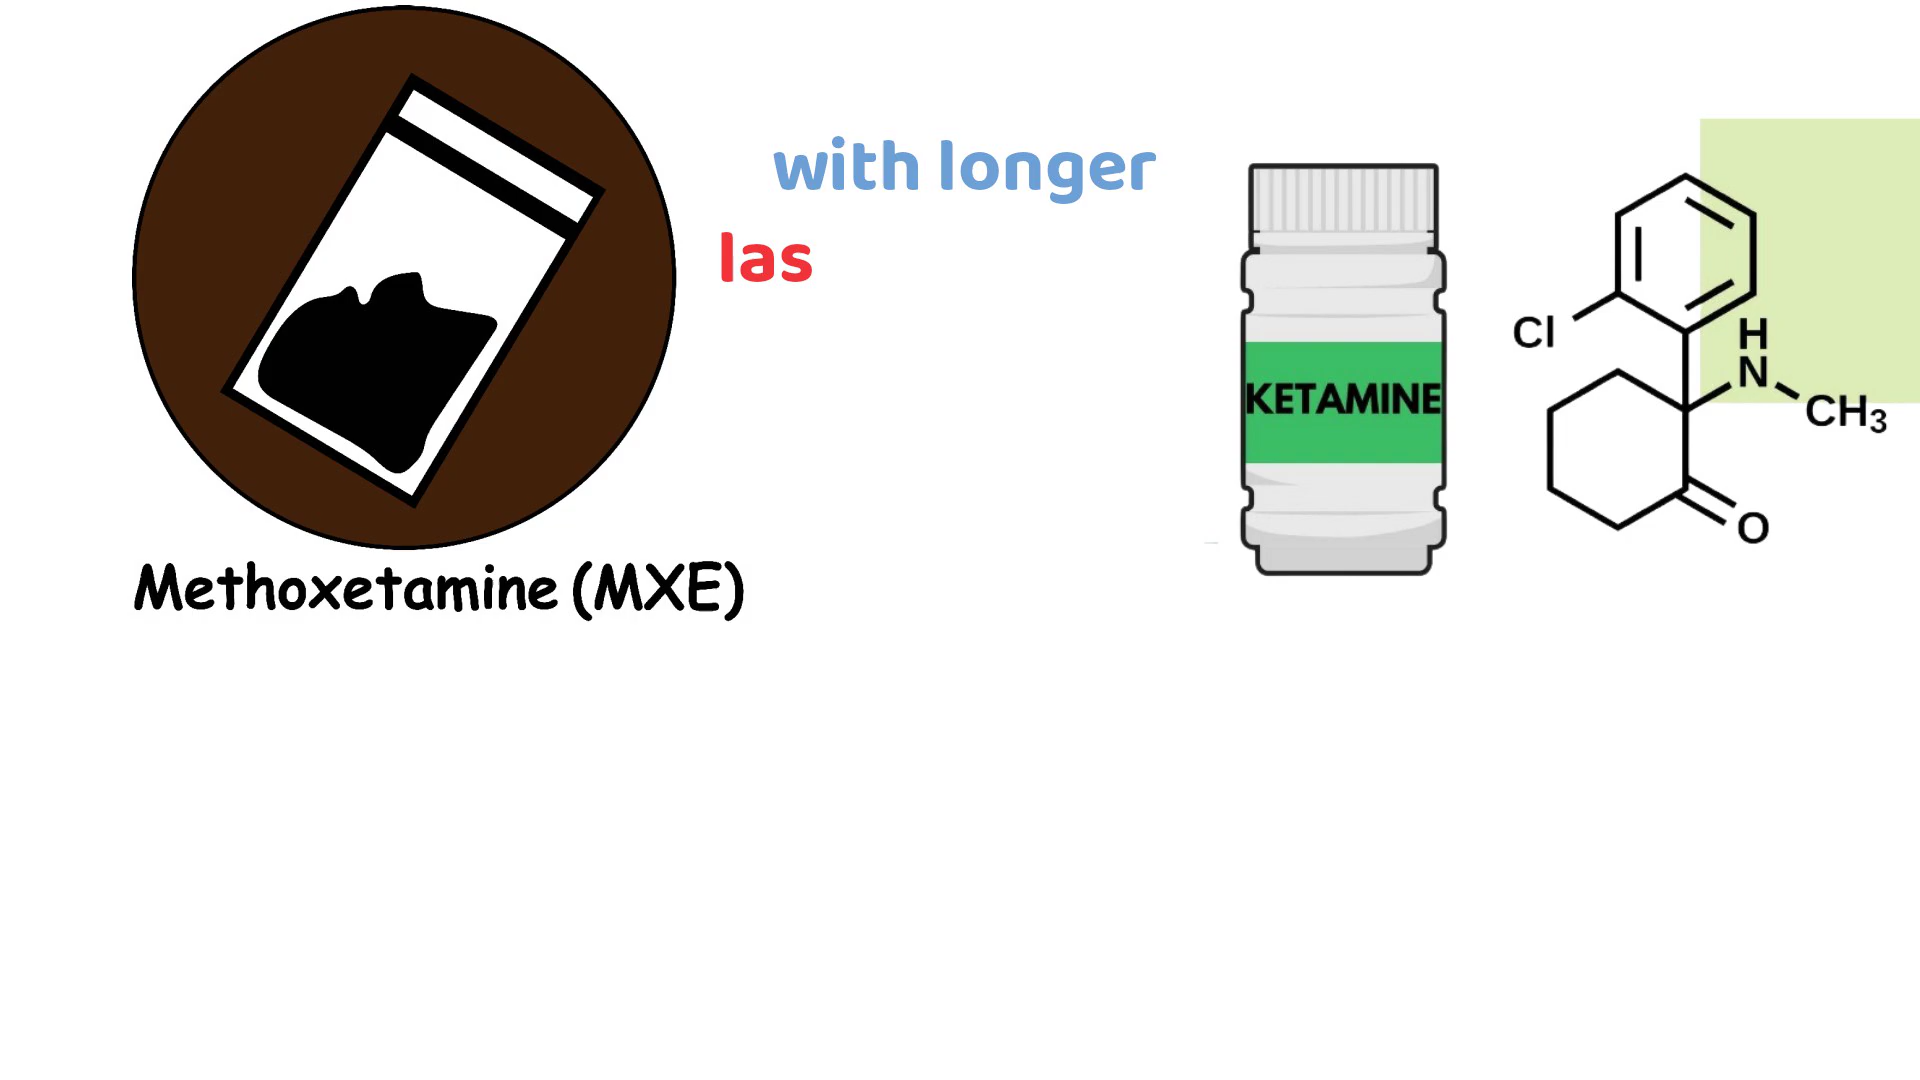 with longer
las
KETAMINE
Cl
H
N
CH3
O
Methoxetamine (MXE)